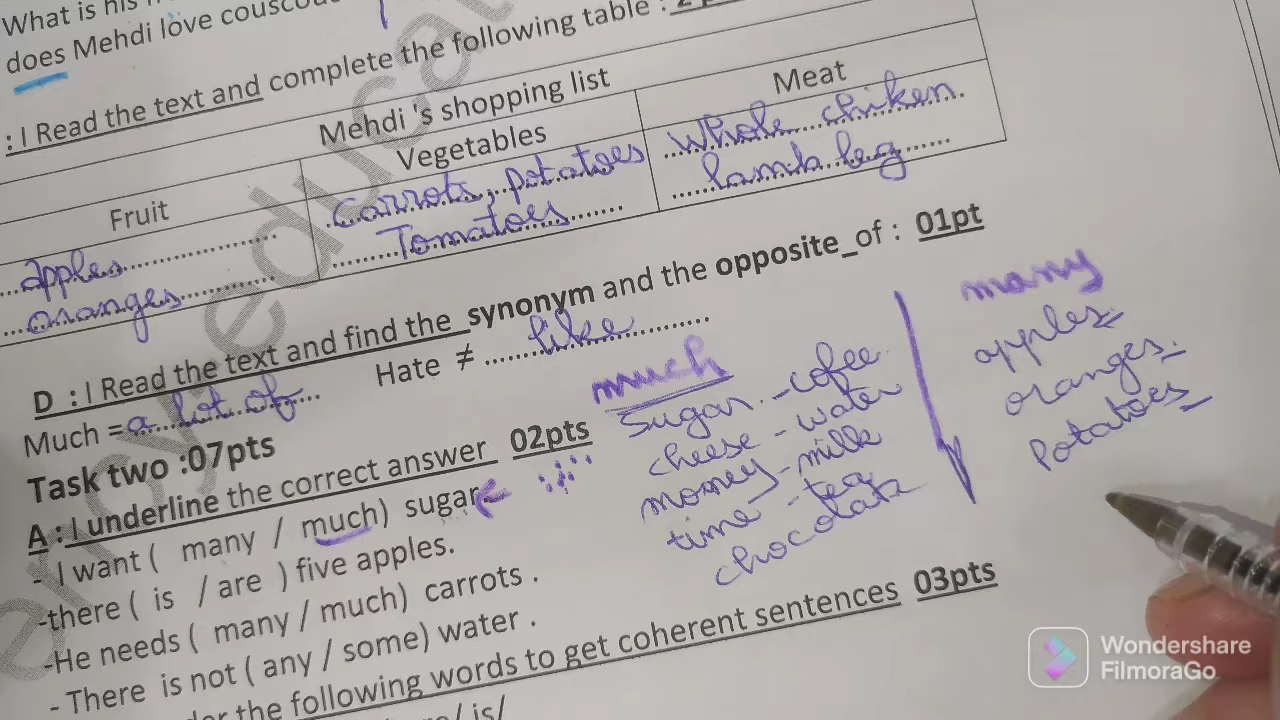 What is his
does Mehdi love couscous
: I Read the text and complete the following table :
Mehdi 's shopping list
Fruit Vegetables Meat
apples
oranges
Carrots, potatoes
Tomatoes
Whole chiken
lamb leg
D : I Read the text and find the synonym and the opposite of : 01pt
Much = a lot of Hate ≠ like
Task two :07pts
A : I underline the correct answer 02pts
- I want ( many / much) sugar
-there ( is / are ) five apples.
-He needs ( many / much) carrots .
- There is not ( any / some) water .
the following words to get coherent sentences 03pts
/ is/
much
sugar - cofee
cheese - water
money - milk
time - tea
chocolate
many
apples
oranges.
Potatoes
Wondershare
FilmoraGo